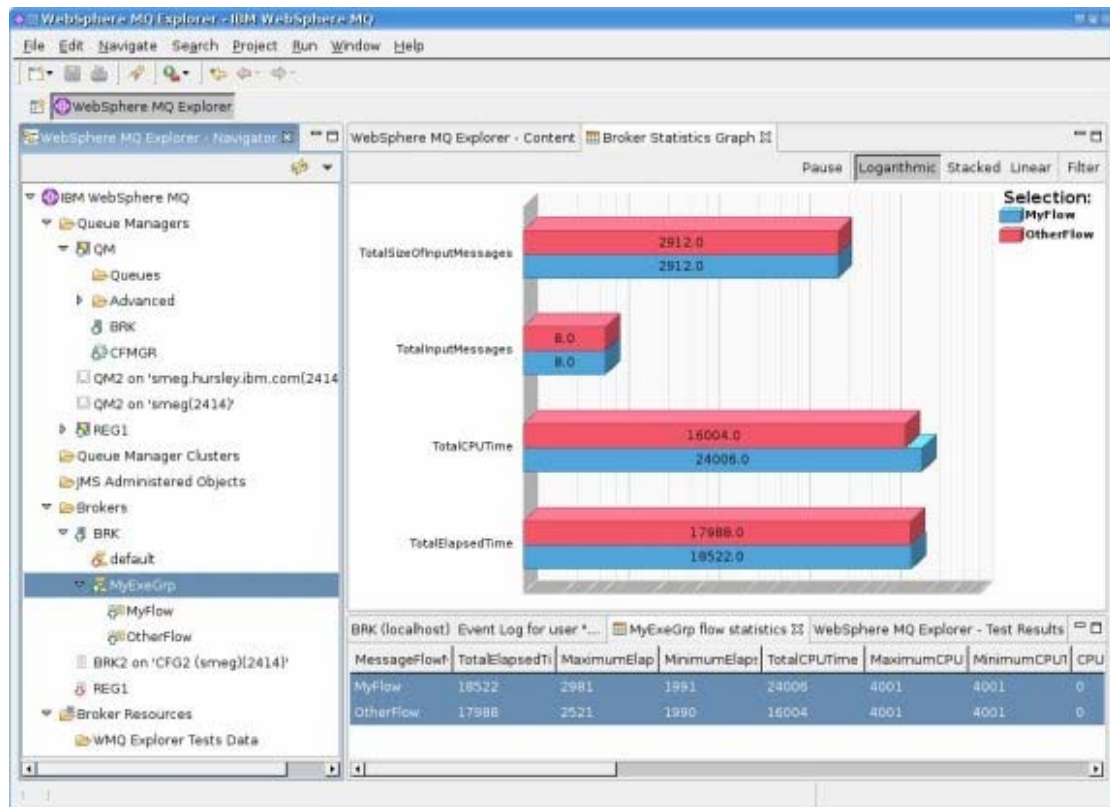 WebSphere MQ Explorer - IBM WebSphere MQ
File Edit Navigate Search Project Run Window Help
WebSphere MQ Explorer
WebSphere MQ Explorer - Navigator
IBM WebSphere MQ
Queue Managers
QM
Queues
Advanced
BRK
CFMGR
QM2 on 'smeg.hursley.ibm.com(2414
QM2 on 'smeg(2414)'
REG1
Queue Manager Clusters
JMS Administered Objects
Brokers
BRK
default
MyExeGrp
MyFlow
OtherFlow
BRK2 on 'CFG2 (smeg)(2414)'
REG1
Broker Resources
WMQ Explorer Tests Data
WebSphere MQ Explorer - Content Broker Statistics Graph
Pause Logarithmic Stacked Linear Filter
Selection:
MyFlow
OtherFlow
TotalSizeOfInputMessages
2912.0
2912.0
TotalInputMessages
8.0
8.0
TotalCPUTime
16004.0
24006.0
TotalElapsedTime
17988.0
18522.0
BRK (localhost) Event Log for user "... MyExeGrp flow statistics WebSphere MQ Explorer - Test Results
MessageFlowN TotalElapsedTi MaximumElap MinimumElaps TotalCPUTime MaximumCPU MinimumCPUT CPU
MyFlow 18522 2981 1991 24006 4001 4001 0
OtherFlow 17988 2521 1990 16004 4001 4001 0